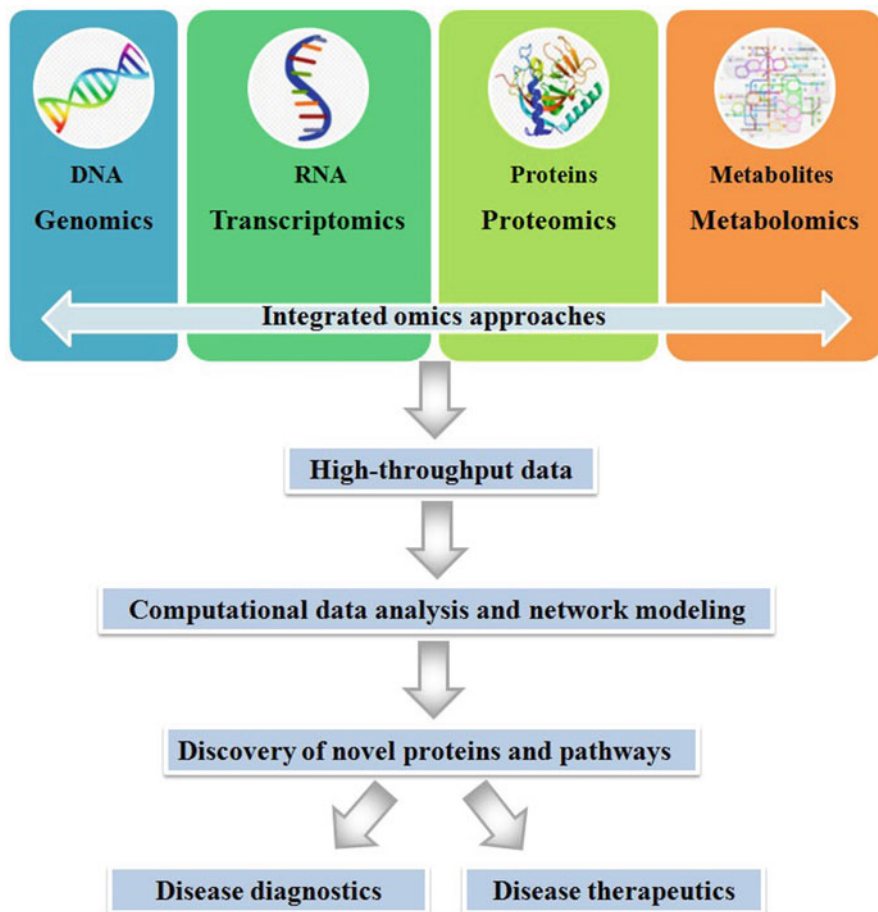 DNA
Genomics
RNA
Transcriptomics
Proteins
Proteomics
Metabolites
Metabolomics
Integrated omics approaches
High-throughput data
Computational data analysis and network modeling
Discovery of novel proteins and pathways
Disease diagnostics
Disease therapeutics